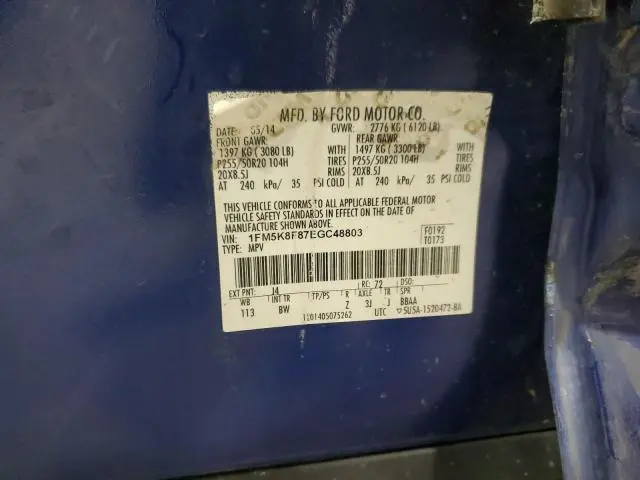 MFD. BY FORD MOTOR CO.
DATE: 05/14 GVWR: 2776 KG ( 6120 LB)
FRONT GAWR: REAR GAWR:
1397 KG ( 3080 LB) WITH 1497 KG ( 3300 LB) WITH
P255/50R20 104H TIRES P255/50R20 104H TIRES
20X8.5J RIMS 20X8.5J RIMS
AT 240 kPa/ 35 PSI COLD AT 240 kPa/ 35 PSI COLD
THIS VEHICLE CONFORMS TO ALL APPLICABLE FEDERAL MOTOR
VEHICLE SAFETY STANDARDS IN EFFECT ON THE DATE OF
MANUFACTURE SHOWN ABOVE.
VIN: 1FM5K8F87EGC48803 F0192
TYPE: MPV T0173
EXT PNT: J4 RC: 72 DSO:
WB INT TR TP/PS R AXLE TR SPR
113 BW Z 3J J BBAA
UTC ▽5U5A-1520472-BA